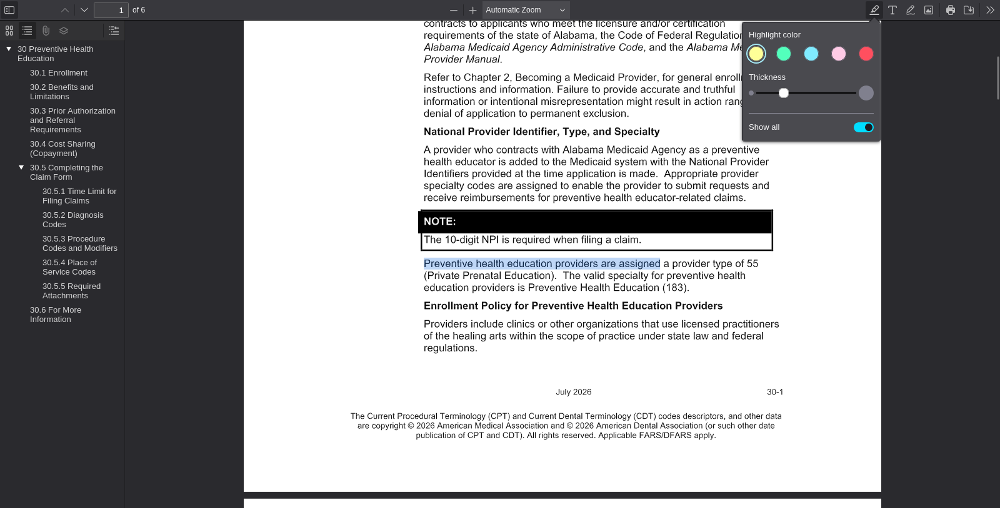 1 of 6
Automatic Zoom
30 Preventive Health
Education
30.1 Enrollment
30.2 Benefits and
Limitations
30.3 Prior Authorization
and Referral
Requirements
30.4 Cost Sharing
(Copayment)
30.5 Completing the
Claim Form
30.5.1 Time Limit for
Filing Claims
30.5.2 Diagnosis
Codes
30.5.3 Procedure
Codes and Modifiers
30.5.4 Place of
Service Codes
30.5.5 Required
Attachments
30.6 For More
Information
contracts to applicants who meet the licensure and/or certification
requirements of the state of Alabama, the Code of Federal Regulation
Alabama Medicaid Agency Administrative Code, and the Alabama Me
Provider Manual.
Refer to Chapter 2, Becoming a Medicaid Provider, for general enroll
instructions and information. Failure to provide accurate and truthful
information or intentional misrepresentation might result in action rang
denial of application to permanent exclusion.
National Provider Identifier, Type, and Specialty
A provider who contracts with Alabama Medicaid Agency as a preventive
health educator is added to the Medicaid system with the National Provider
Identifiers provided at the time application is made.  Appropriate provider
specialty codes are assigned to enable the provider to submit requests and
receive reimbursements for preventive health educator-related claims.
NOTE:
The 10-digit NPI is required when filing a claim.
Preventive health education providers are assigned a provider type of 55
(Private Prenatal Education).  The valid specialty for preventive health
education providers is Preventive Health Education (183).
Enrollment Policy for Preventive Health Education Providers
Providers include clinics or other organizations that use licensed practitioners
of the healing arts within the scope of practice under state law and federal
regulations.
July 2026 30-1
The Current Procedural Terminology (CPT) and Current Dental Terminology (CDT) codes descriptors, and other data
are copyright © 2026 American Medical Association and © 2026 American Dental Association (or such other date
publication of CPT and CDT). All rights reserved. Applicable FARS/DFARS apply.
Highlight color
Thickness
Show all